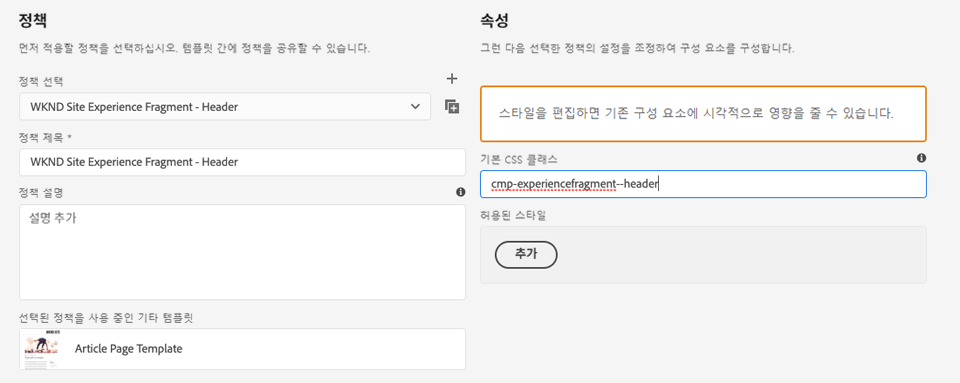 정책
먼저 적용할 정책을 선택하십시오. 템플릿 간에 정책을 공유할 수 있습니다.
정책 선택
WKND Site Experience Fragment - Header
정책 제목 *
WKND Site Experience Fragment - Header
정책 설명
설명 추가
선택된 정책을 사용 중인 기타 템플릿
Article Page Template
속성
그런 다음 선택한 정책의 설정을 조정하여 구성 요소를 구성합니다.
스타일을 편집하면 기존 구성 요소에 시각적으로 영향을 줄 수 있습니다.
기본 CSS 클래스
cmp-experiencefragment--header
허용된 스타일
추가